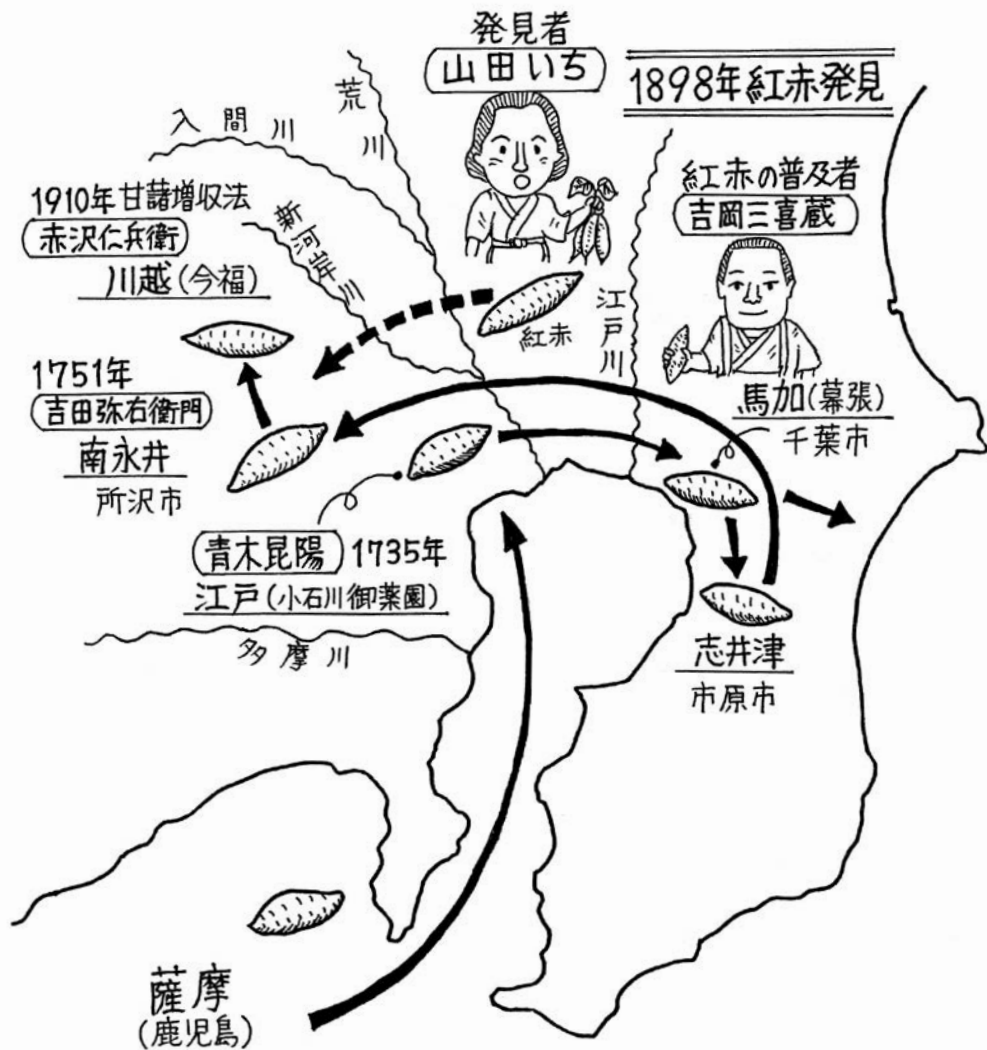 発見者
山田いち
1898年紅赤発見
荒川
入間川
紅赤の普及者
吉岡三喜蔵
1910年甘藷増収法
赤沢仁兵衛
川越(今福)
新河岸川
江戸川
紅赤
1751年
吉田弥右衛門
南永井
所沢市
馬加(幕張)
千葉市
青木昆陽 1735年
江戸(小石川御薬園)
多摩川
志井津
市原市
薩摩
(鹿児島)